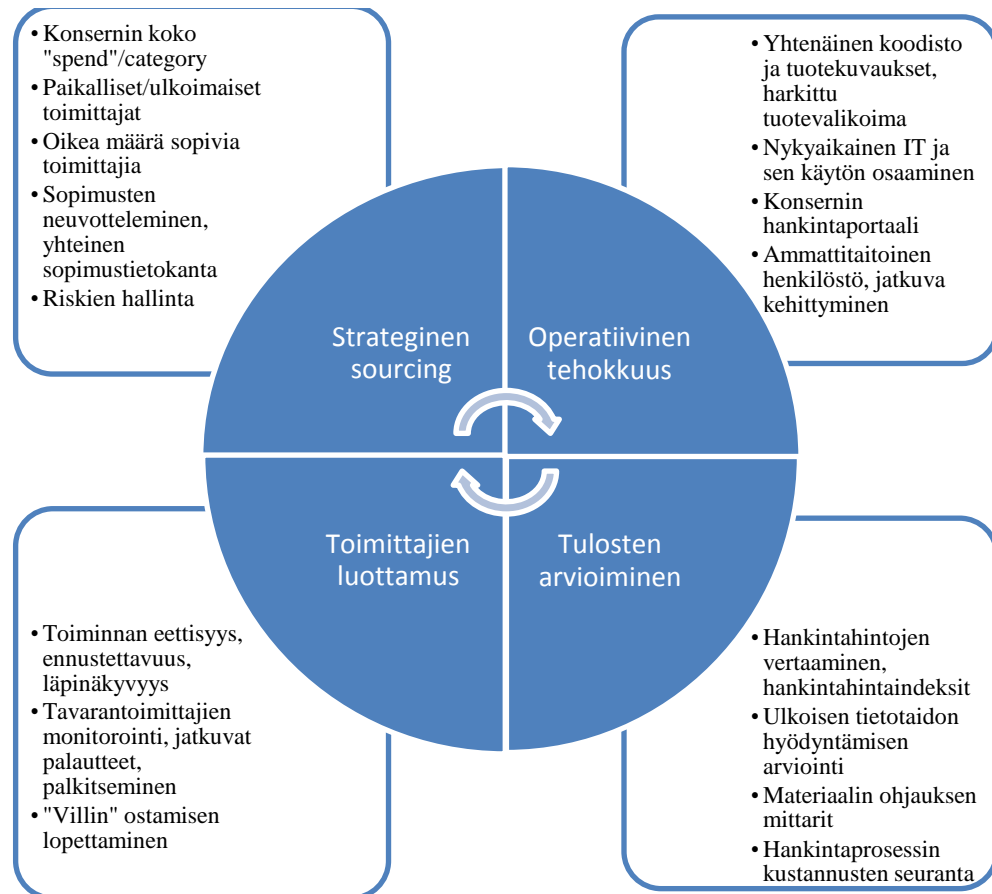 • Konsernin koko
"spend"/category
• Paikalliset/ulkoimaiset
toimittajat
• Oikea määrä sopivia
toimittajia
• Sopimusten
neuvotteleminen,
yhteinen
sopimustietokanta
• Riskien hallinta
• Yhtenäinen koodisto
ja tuotekuvaukset,
harkittu
tuotevalikoima
• Nykyaikainen IT ja
sen käytön osaaminen
• Konsernin
hankintaportaali
• Ammattitaitoinen
henkilöstö, jatkuva
kehittyminen
Strateginen
sourcing
Operatiivinen
tehokkuus
Toimittajien
luottamus
Tulosten
arvioiminen
• Toiminnan eettisyys,
ennustettavuus,
läpinäkyvyys
• Tavarantoimittajien
monitorointi, jatkuvat
palautteet,
palkitseminen
• "Villin" ostamisen
lopettaminen
• Hankintahintojen
vertaaminen,
hankintahintaindeksit
• Ulkoisen tietotaidon
hyödyntämisen
arviointi
• Materiaalin ohjauksen
mittarit
• Hankintaprosessin
kustannusten seuranta